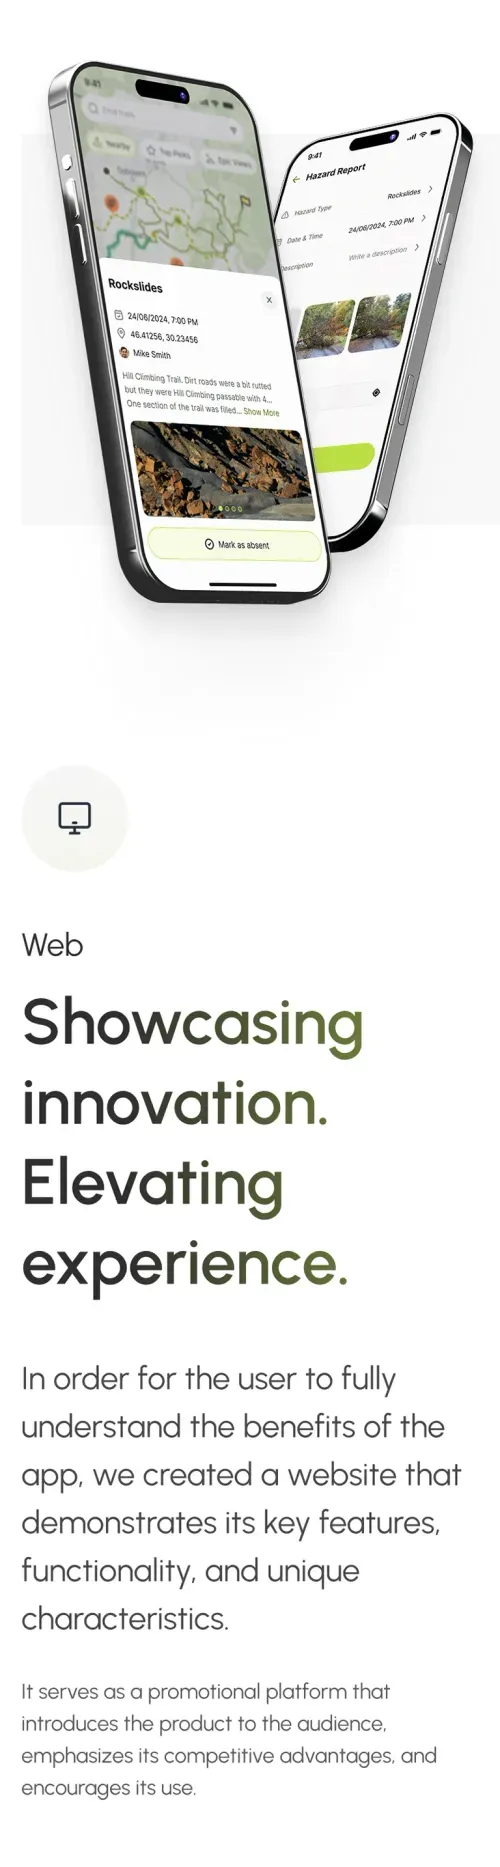 9:41
Find trails
Nearby
Top Picks
Epic Views
Rockslides
X
24/06/2024, 7:00 PM
46.41256, 30.23456
Mike Smith
Hill Climbing Trail. Dirt roads were a bit rutted
but they were Hill Climbing passable with 4...
One section of the trail was filled... Show More
Mark as absent
9:41
Hazard Report
Hazard Type
Rockslides
Date & Time
24/06/2024, 7:00 PM
Description
Write a description
Web
Showcasing
innovation.
Elevating
experience.
In order for the user to fully
understand the benefits of the
app, we created a website that
demonstrates its key features,
functionality, and unique
characteristics.
It serves as a promotional platform that
introduces the product to the audience,
emphasizes its competitive advantages, and
encourages its use.